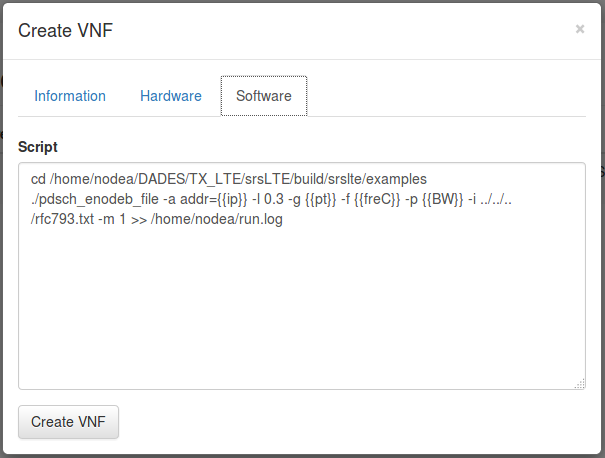 Create VNF ×
Information Hardware Software
Script
cd /home/nodea/DADES/TX_LTE/srsLTE/build/srslte/examples
./pdsch_enodeb_file -a addr={{ip}} -l 0.3 -g {{pt}} -f {{freC}} -p {{BW}} -i ../../..
/rfc793.txt -m 1 >> /home/nodea/run.log
Create VNF